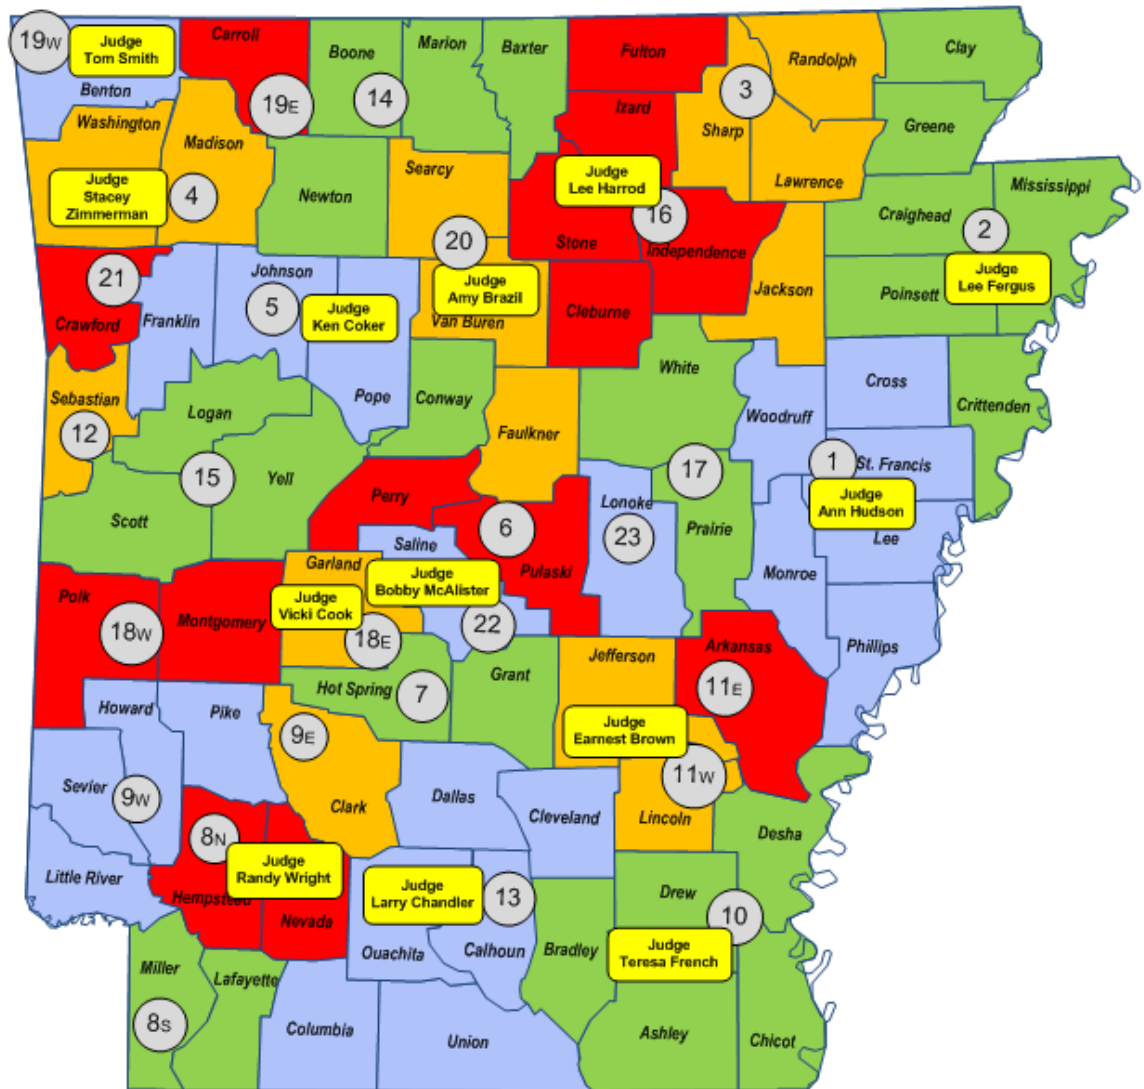 19W
Judge
Tom Smith
Benton
Carroll
19E
Boone
14
Marion
Baxter
Fulton
Izard
3
Sharp
Randolph
Lawrence
Clay
Greene
Washington
Madison
Judge
Stacey
Zimmerman
4
Newton
Searcy
20
Judge
Amy Brazil
Van Buren
Judge
Lee Harrod
16
Stone
Independence
Cleburne
Jackson
Craighead
Mississippi
2
Judge
Lee Fergus
Poinsett
21
Crawford
Franklin
Johnson
5
Judge
Ken Coker
Pope
Sebastian
12
Logan
15
Yell
Scott
Conway
Faulkner
White
17
Prairie
Woodruff
Cross
Crittenden
1
St. Francis
Judge
Ann Hudson
Lee
Monroe
Phillips
Perry
6
Pulaski
Lonoke
23
Saline
Judge
Bobby McAlister
22
Garland
Judge
Vicki Cook
18E
Polk
18W
Montgomery
Hot Spring
7
Grant
Jefferson
Arkansas
11E
Judge
Earnest Brown
11W
Lincoln
Howard
Pike
9E
Clark
Sevier
9W
Little River
Dallas
Cleveland
Desha
8N
Judge
Randy Wright
Hempstead
Nevada
Judge
Larry Chandler
13
Ouachita
Calhoun
Bradley
Drew
10
Judge
Teresa French
Miller
8S
Lafayette
Columbia
Union
Ashley
Chicot